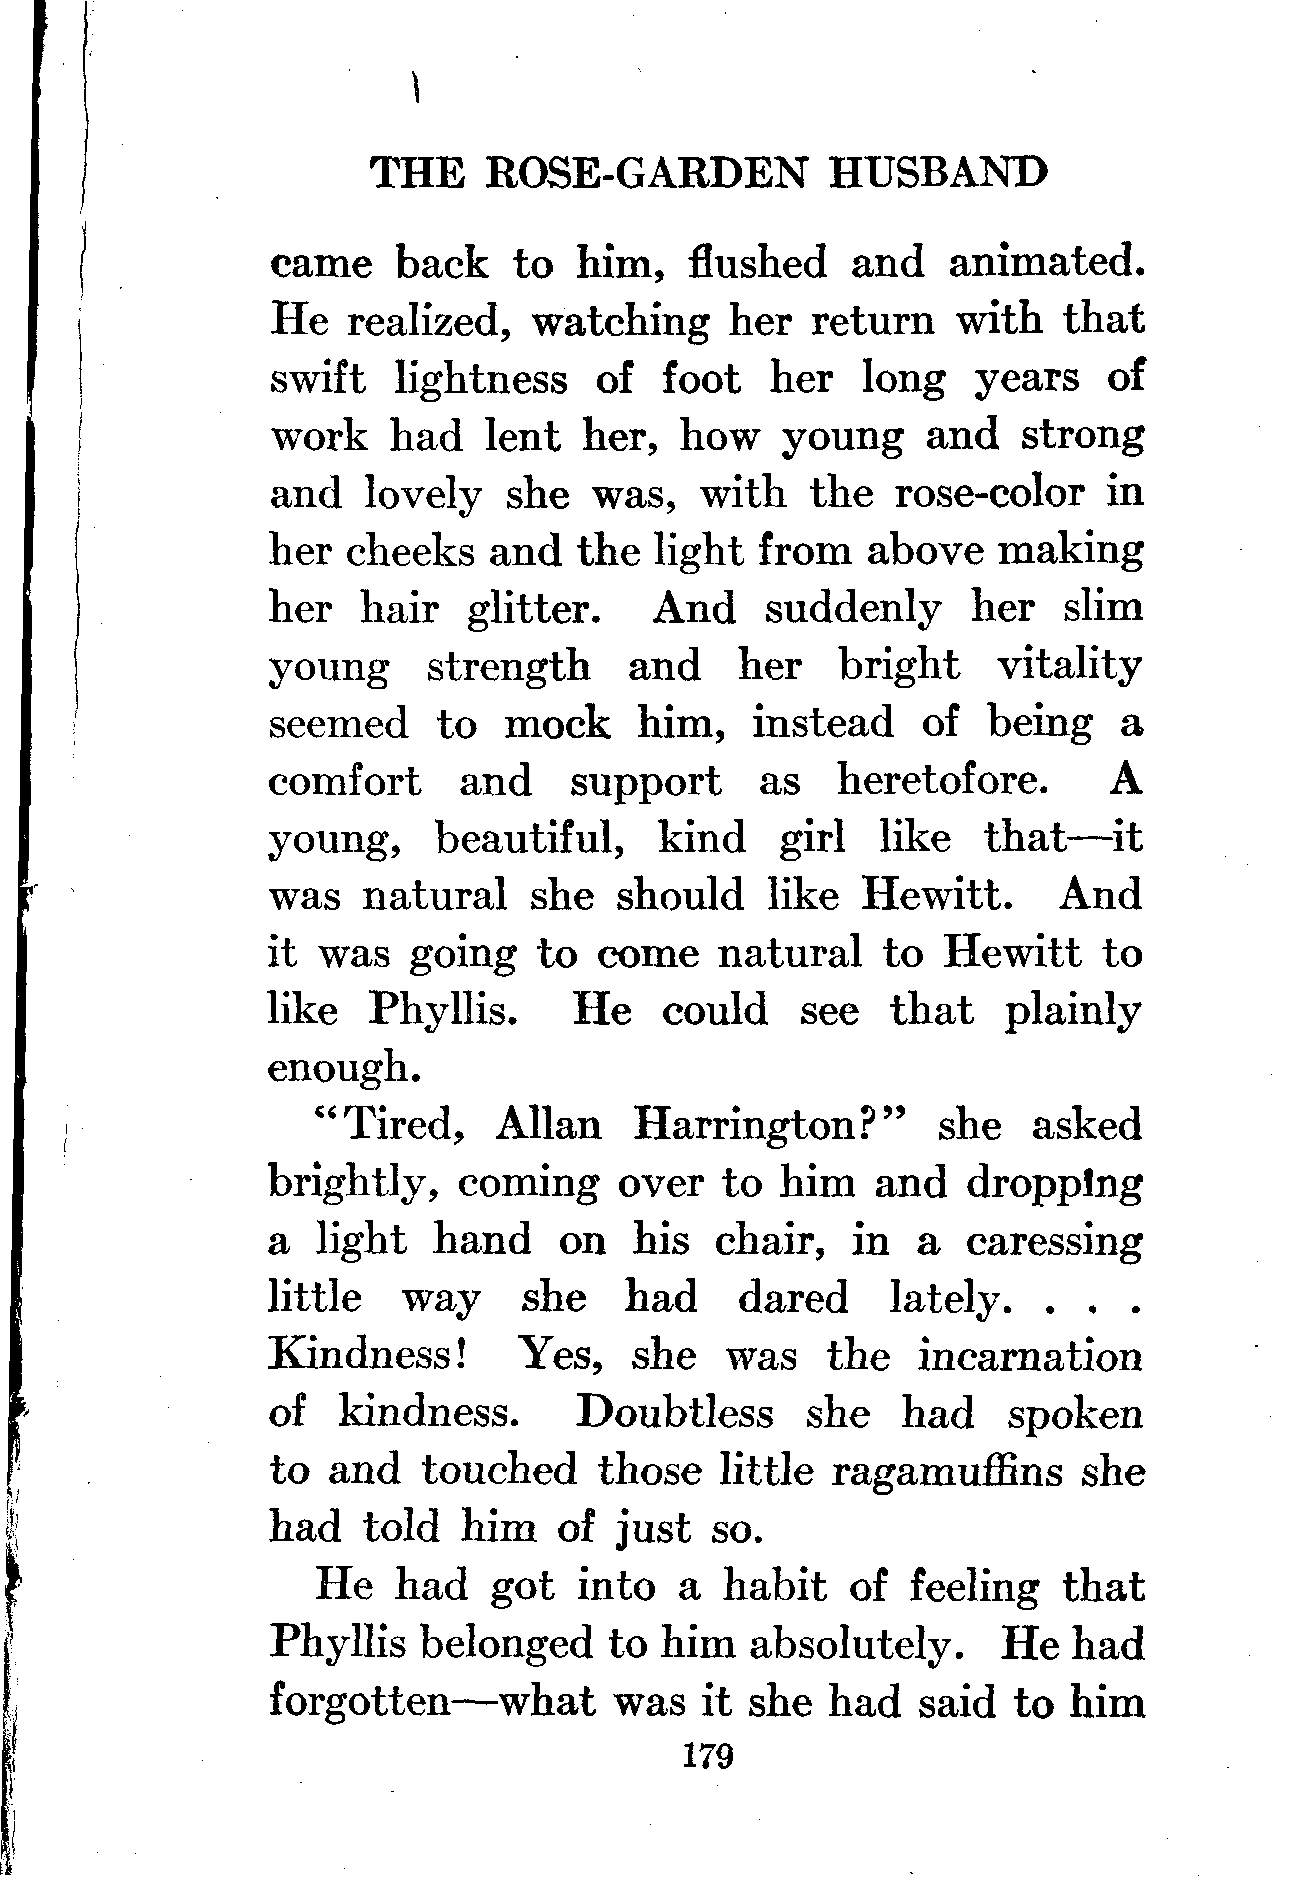 THE ROSE-GARDEN HUSBAND
came back to him, flushed and animated.
He realized, watching her return with that
swift lightness of foot her long years of
work had lent her, how young and strong
and lovely she was, with the rose-color in
her cheeks and the light from above making
her hair glitter. And suddenly her slim
young strength and her bright vitality
seemed to mock him, instead of being a
comfort and support as heretofore. A
young, beautiful, kind girl like that—it
was natural she should like Hewitt. And
it was going to come natural to Hewitt to
like Phyllis. He could see that plainly
enough.
"Tired, Allan Harrington?" she asked
brightly, coming over to him and dropping
a light hand on his chair, in a caressing
little way she had dared lately. . . .
Kindness! Yes, she was the incarnation
of kindness. Doubtless she had spoken
to and touched those little ragamuffins she
had told him of just so.
He had got into a habit of feeling that
Phyllis belonged to him absolutely. He had
forgotten—what was it she had said to him
179